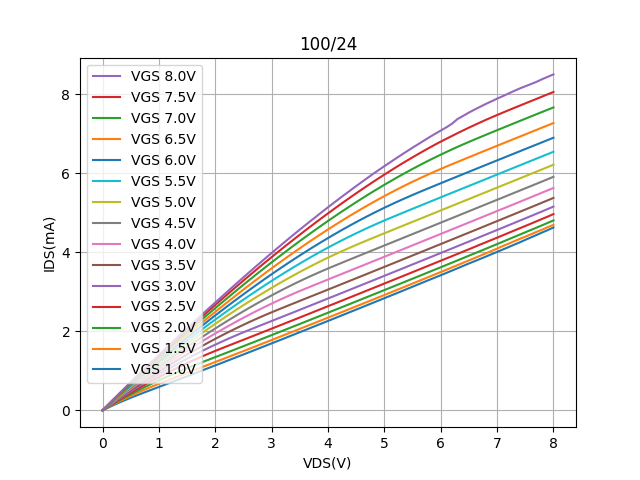 100/24
IDS(mA)
8
6
4
2
0
VGS 8.0V
VGS 7.5V
VGS 7.0V
VGS 6.5V
VGS 6.0V
VGS 5.5V
VGS 5.0V
VGS 4.5V
VGS 4.0V
VGS 3.5V
VGS 3.0V
VGS 2.5V
VGS 2.0V
VGS 1.5V
VGS 1.0V
0 1 2 3 4 5 6 7 8
VDS(V)